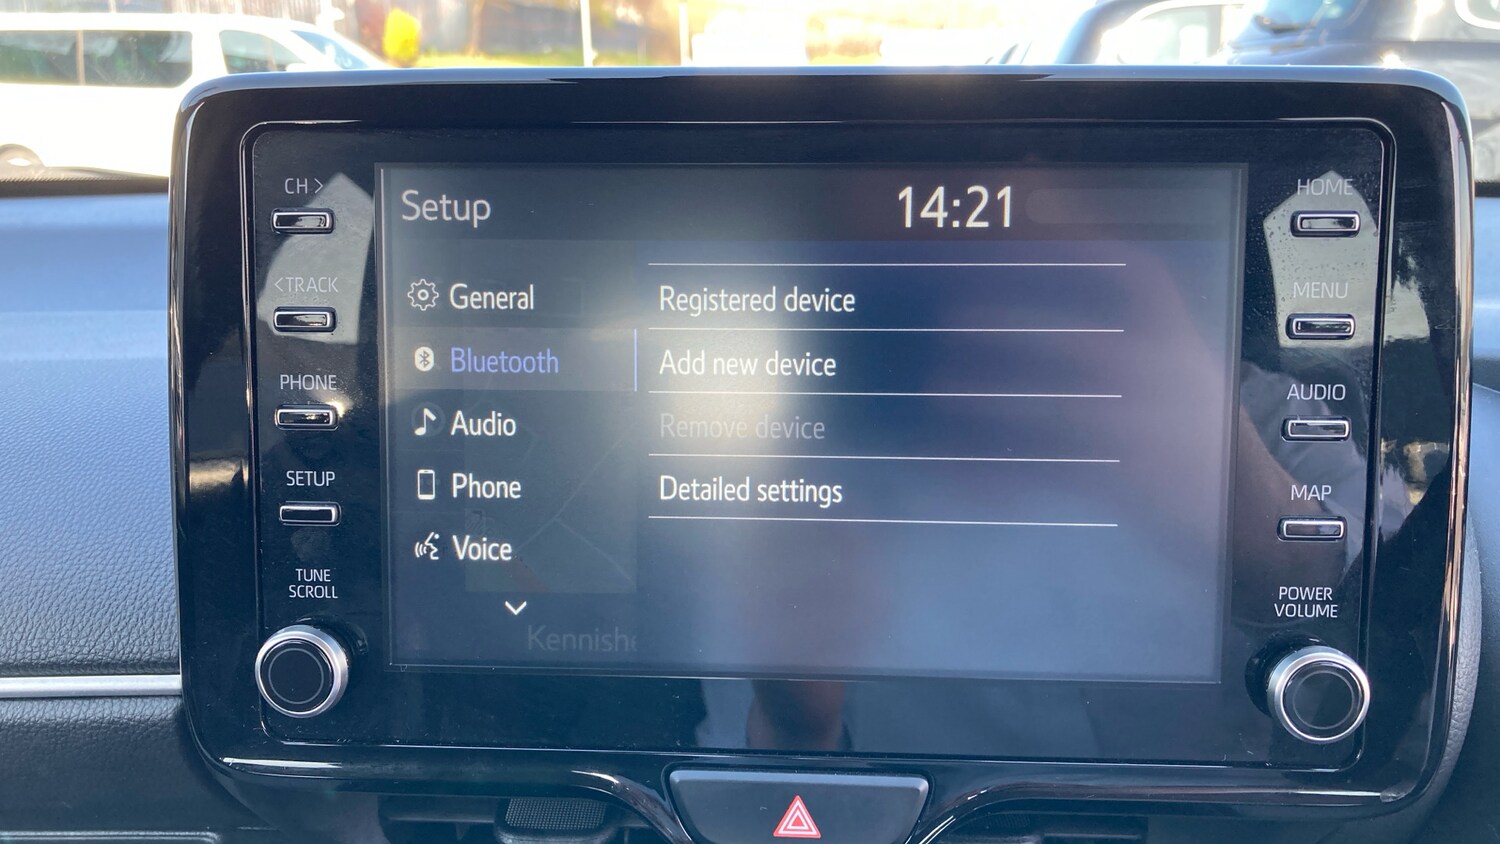 CH >
<TRACK
PHONE
SETUP
TUNE
SCROLL
Setup
14:21
General
Bluetooth
Audio
Phone
Voice
Registered device
Add new device
Remove device
Detailed settings
HOME
MENU
AUDIO
MAP
POWER
VOLUME